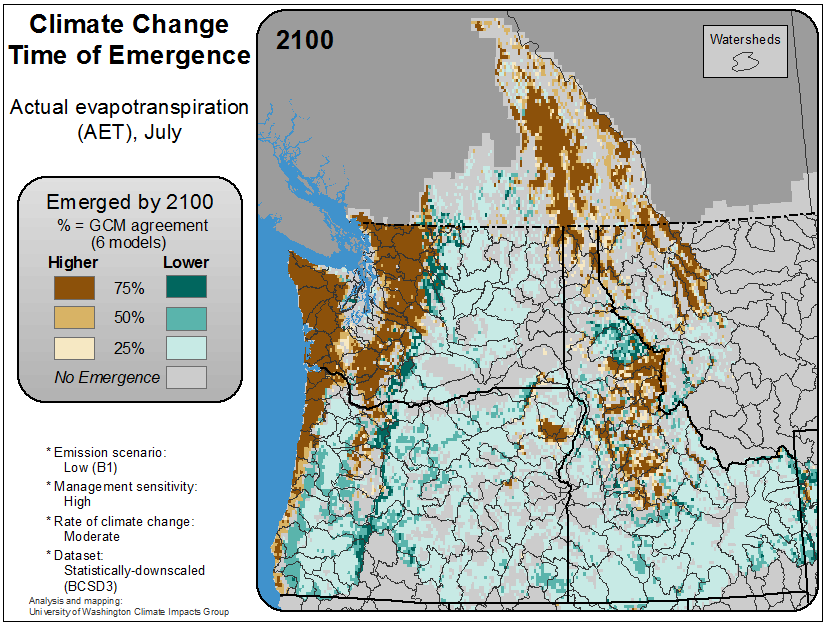 Climate Change
Time of Emergence
Actual evapotranspiration
(AET), July
Emerged by 2100
% = GCM agreement
(6 models)
Higher Lower
75%
50%
25%
No Emergence
* Emission scenario:
Low (B1)
* Management sensitivity:
High
* Rate of climate change:
Moderate
* Dataset:
Statistically-downscaled
(BCSD3)
Analysis and mapping:
University of Washington Climate Impacts Group
2100
Watersheds